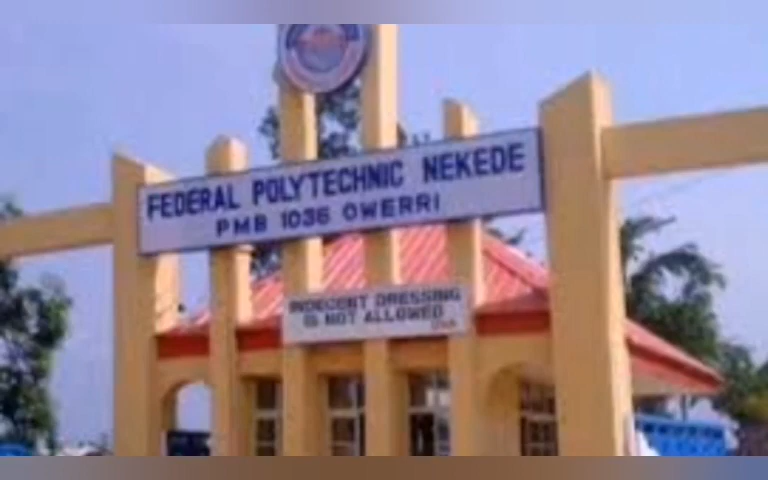 FEDERAL POLYTECHNIC NEKEDE
PMB 1036 OWERRI
INDECENT DRESSING
IS NOT ALLOWED